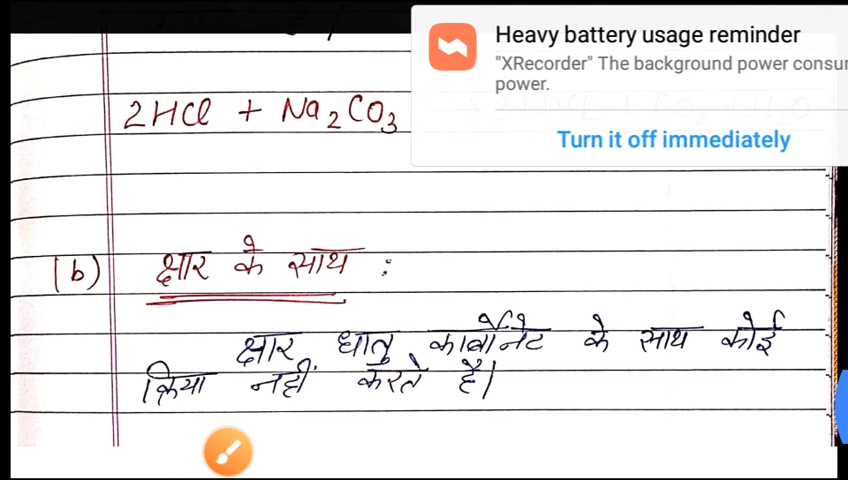 Heavy battery usage reminder
"XRecorder" The background power consu
power.
Turn it off immediately
2HCl + Na₂CO₃
(b) क्षार के साथ :
क्षार धातु कार्बोनेट के साथ कोई
क्रिया नहीं करते हैं।